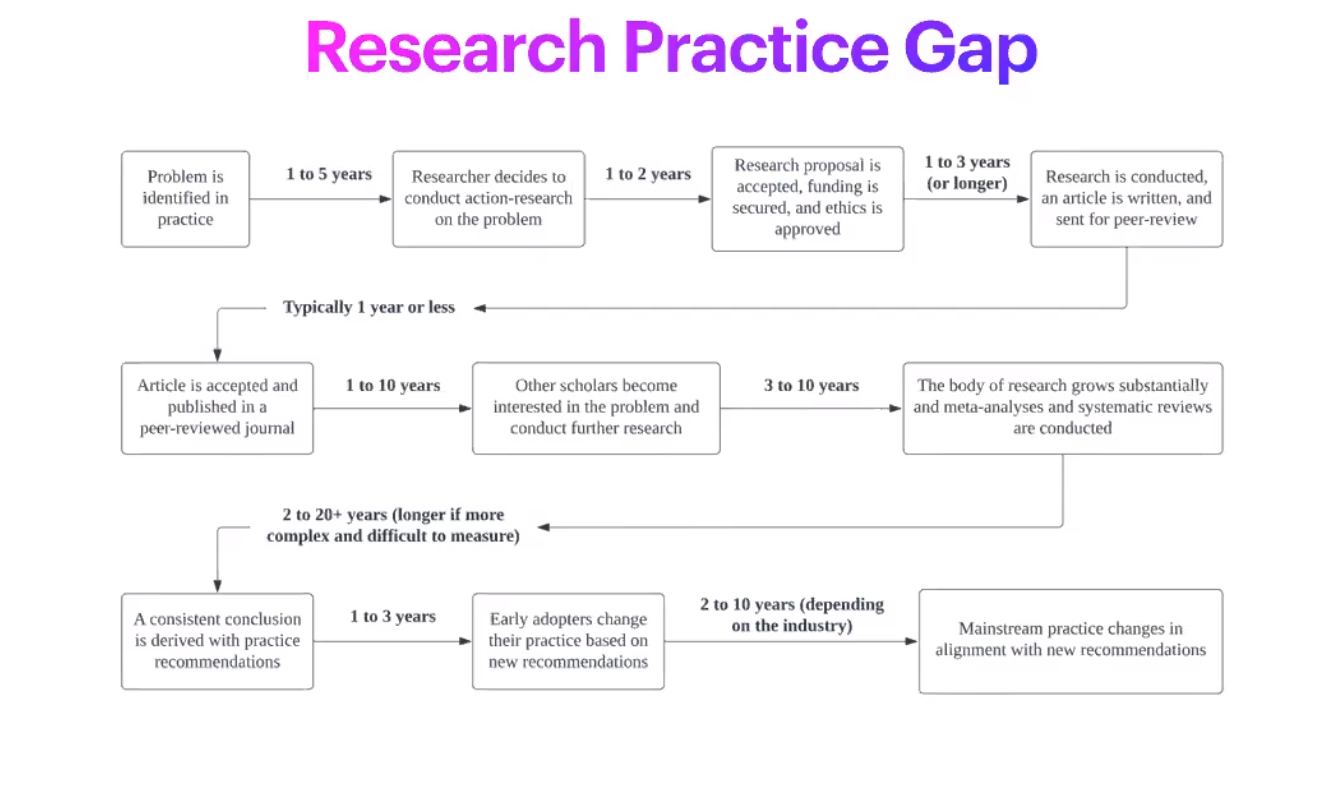 Research Practice Gap
Problem is
identified in
practice
1 to 5 years
Researcher decides to
conduct action-research
on the problem
1 to 2 years
Research proposal is
accepted, funding is
secured, and ethics is
approved
1 to 3 years
(or longer)
Research is conducted,
an article is written, and
sent for peer-review
Typically 1 year or less
Article is accepted and
published in a
peer-reviewed journal
1 to 10 years
Other scholars become
interested in the problem and
conduct further research
3 to 10 years
The body of research grows substantially
and meta-analyses and systematic reviews
are conducted
2 to 20+ years (longer if more
complex and difficult to measure)
A consistent conclusion
is derived with practice
recommendations
1 to 3 years
Early adopters change
their practice based on
new recommendations
2 to 10 years (depending
on the industry)
Mainstream practice changes in
alignment with new recommendations